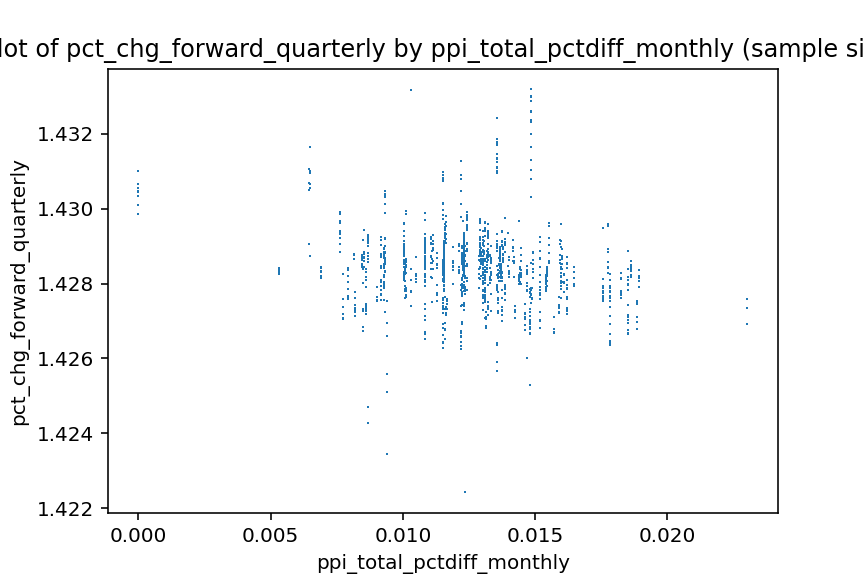 lot of pct_chg_forward_quarterly by ppi_total_pctdiff_monthly (sample si
1.432
1.430
1.428
1.426
1.424
1.422
pct_chg_forward_quarterly
0.000 0.005 0.010 0.015 0.020
ppi_total_pctdiff_monthly